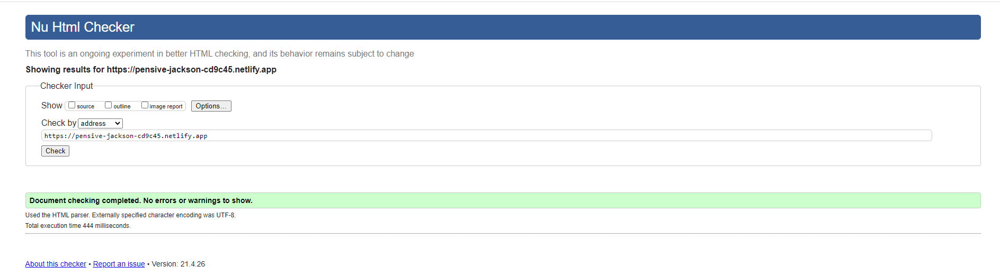 Nu Html Checker
This tool is an ongoing experiment in better HTML checking, and its behavior remains subject to change
Showing results for https://pensive-jackson-cd9c45.netlify.app
Checker Input
Show source outline image report Options...
Check by address
https://pensive-jackson-cd9c45.netlify.app
Check
Document checking completed. No errors or warnings to show.
Used the HTML parser. Externally specified character encoding was UTF-8.
Total execution time 444 milliseconds.
About this checker • Report an issue • Version: 21.4.26